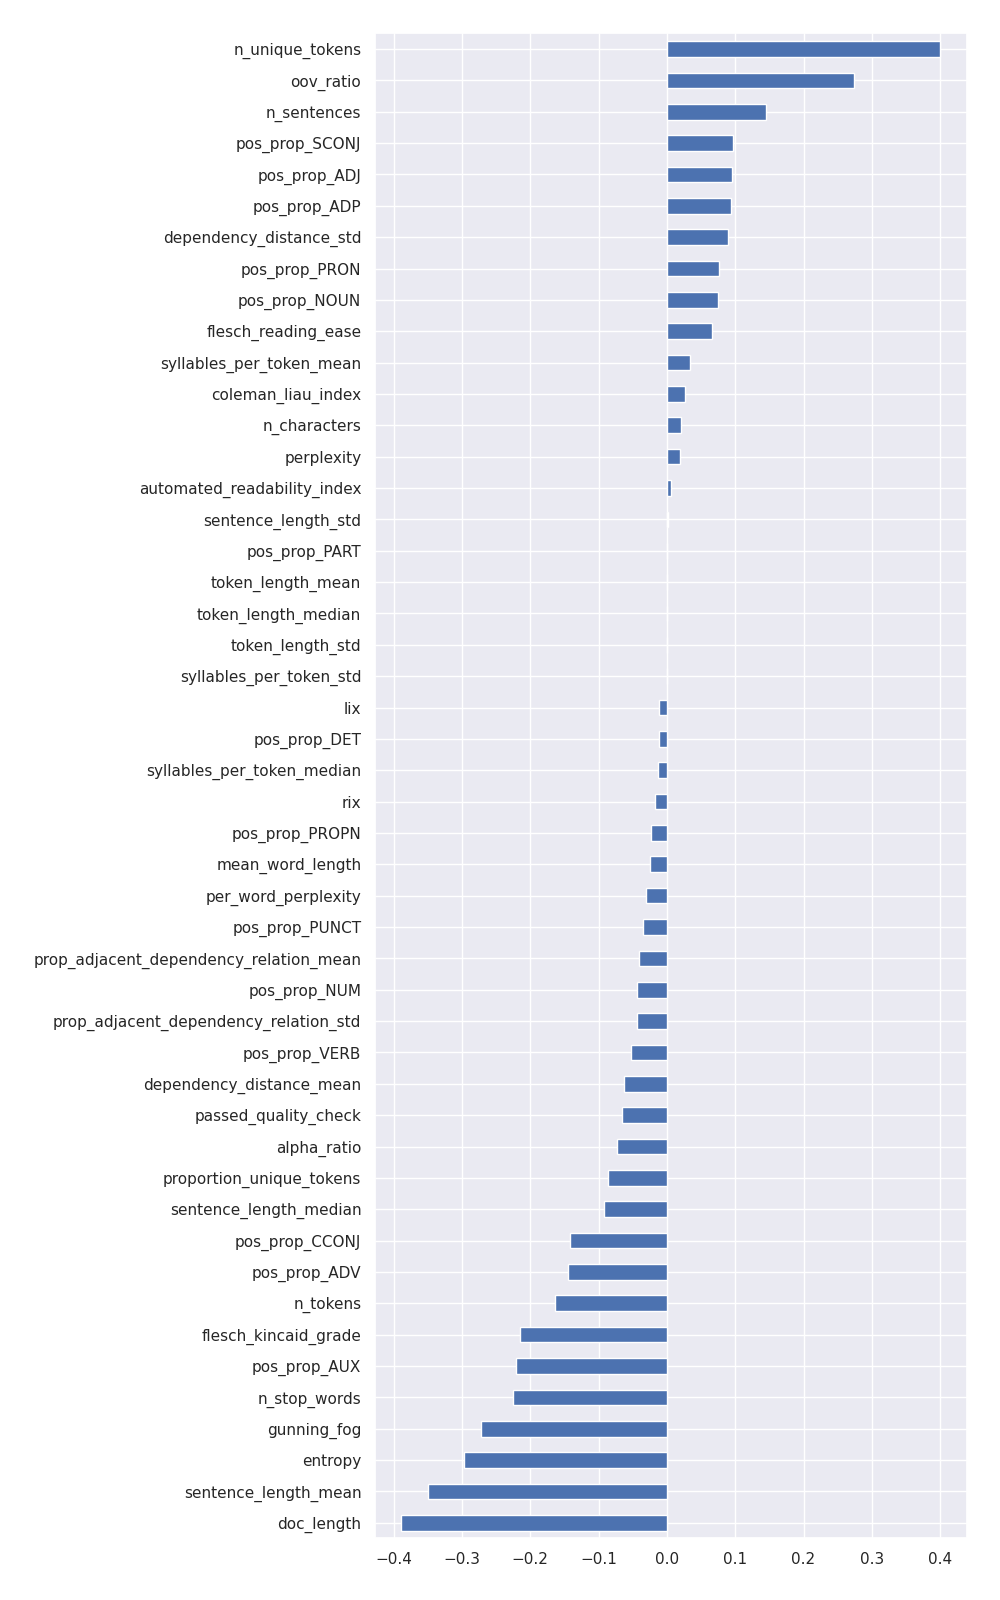 n_unique_tokens
oov_ratio
n_sentences
pos_prop_SCONJ
pos_prop_ADJ
pos_prop_ADP
dependency_distance_std
pos_prop_PRON
pos_prop_NOUN
flesch_reading_ease
syllables_per_token_mean
coleman_liau_index
n_characters
perplexity
automated_readability_index
sentence_length_std
pos_prop_PART
token_length_mean
token_length_median
token_length_std
syllables_per_token_std
lix
pos_prop_DET
syllables_per_token_median
rix
pos_prop_PROPN
mean_word_length
per_word_perplexity
pos_prop_PUNCT
prop_adjacent_dependency_relation_mean
pos_prop_NUM
prop_adjacent_dependency_relation_std
pos_prop_VERB
dependency_distance_mean
passed_quality_check
alpha_ratio
proportion_unique_tokens
sentence_length_median
pos_prop_CCONJ
pos_prop_ADV
n_tokens
flesch_kincaid_grade
pos_prop_AUX
n_stop_words
gunning_fog
entropy
sentence_length_mean
doc_length
−0.4 −0.3 −0.2 −0.1 0.0 0.1 0.2 0.3 0.4